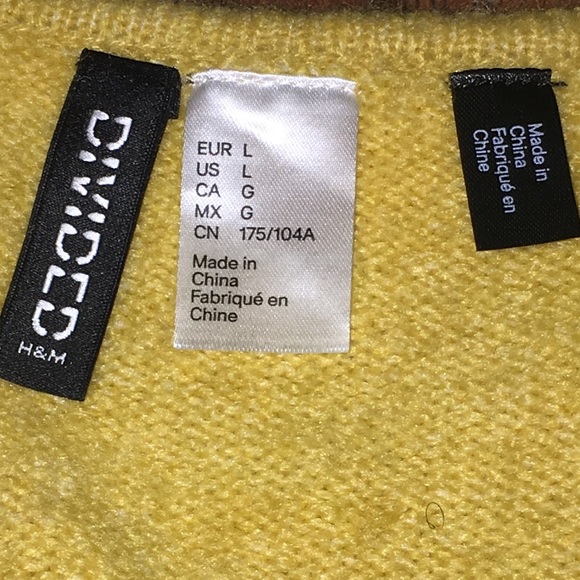 DIVIDED
H&M
EUR L
US L
CA G
MX G
CN 175/104A
Made in
China
Fabriqué en
Chine
Made in
China
Fabriqué en
Chine